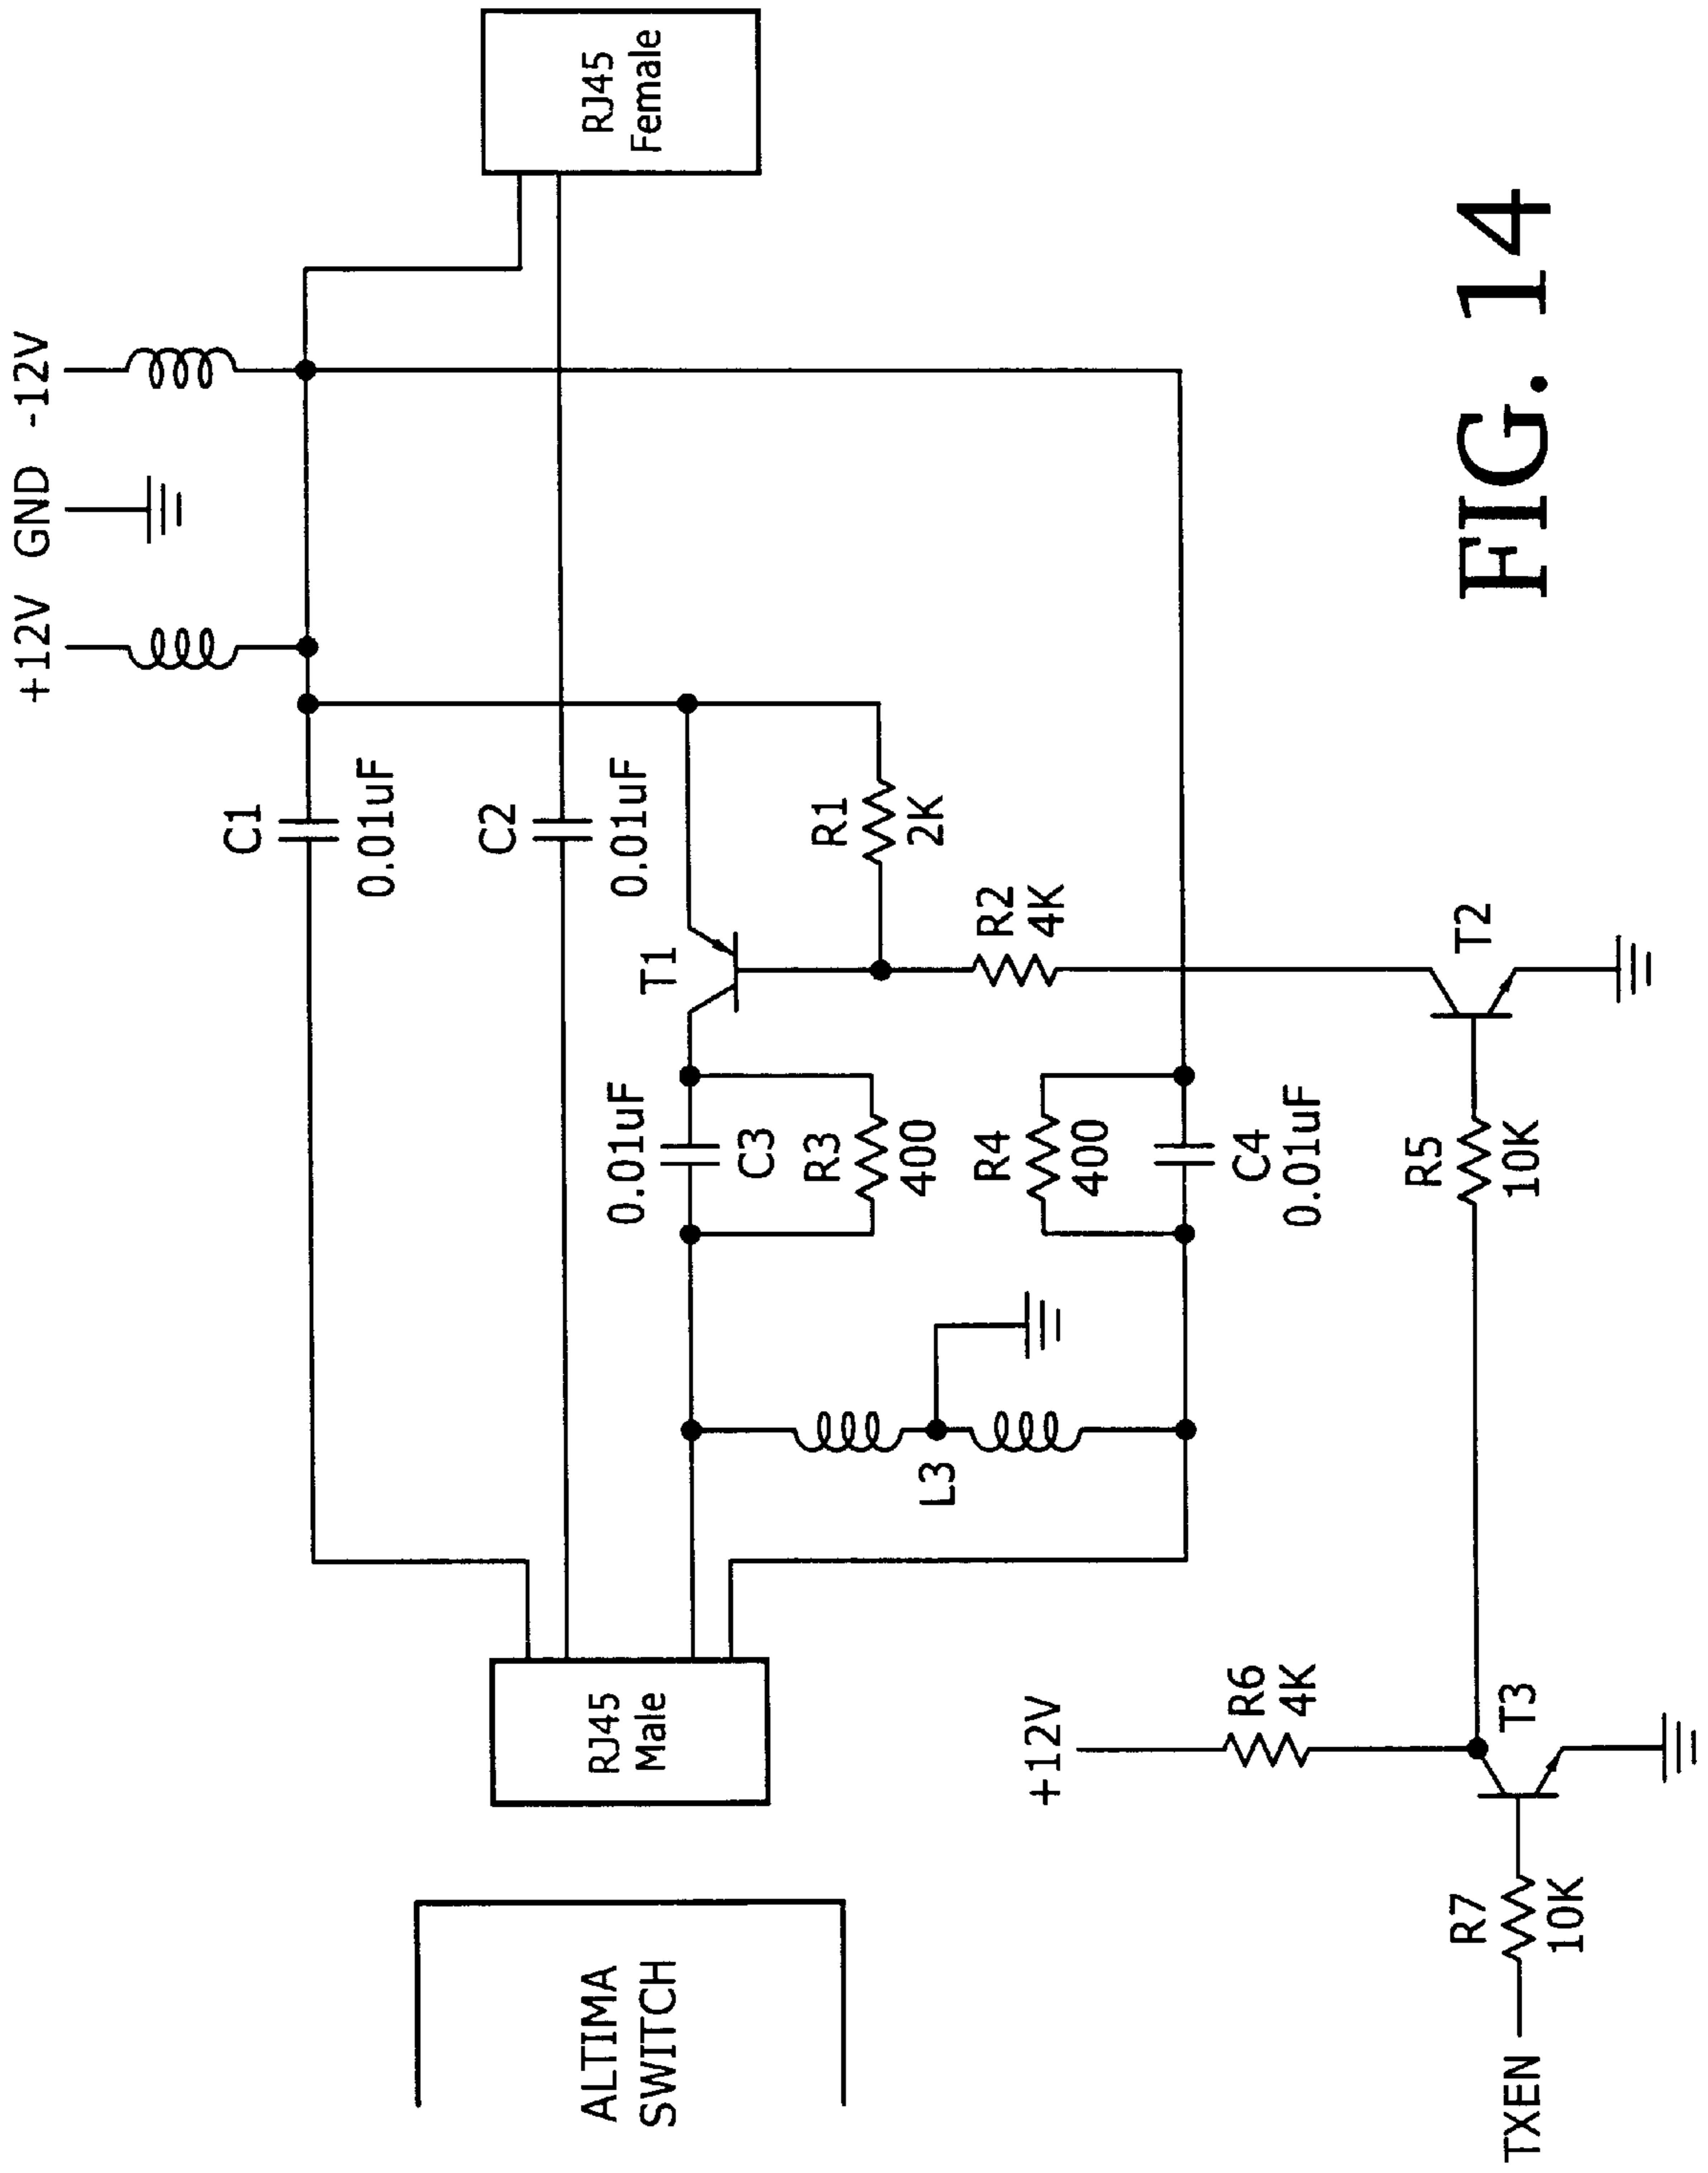 +12V GND -12V
C1
0.01uF
C2
0.01uF
RJ45
Female
T1
R1
2K
R2
4K
0.01uF
C3
R3
400
R4
400
C4
0.01uF
L3
RJ45
Male
ALTIMA
SWITCH
+12V
R6
4K
R5
10K
T2
T3
R7
10K
TXEN
FIG. 14